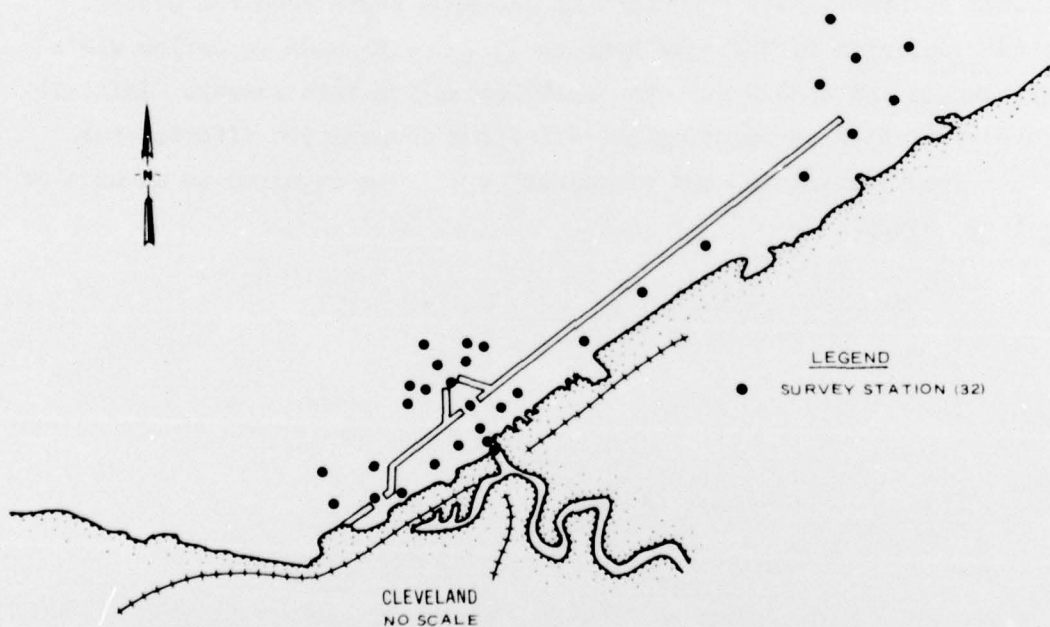 N
LEGEND
SURVEY STATION (32)
CLEVELAND
NO SCALE